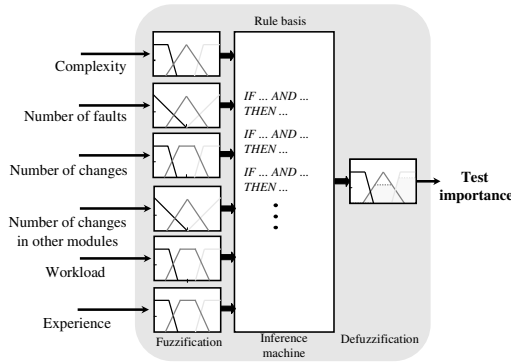 Rule basis
Complexity
Number of faults
Number of changes
Number of changes
in other modules
Workload
Experience
IF ... AND ...
THEN ...
IF ... AND ...
THEN ...
IF ... AND ...
THEN ...
Test
importance
Fuzzification
Inference
machine
Defuzzification